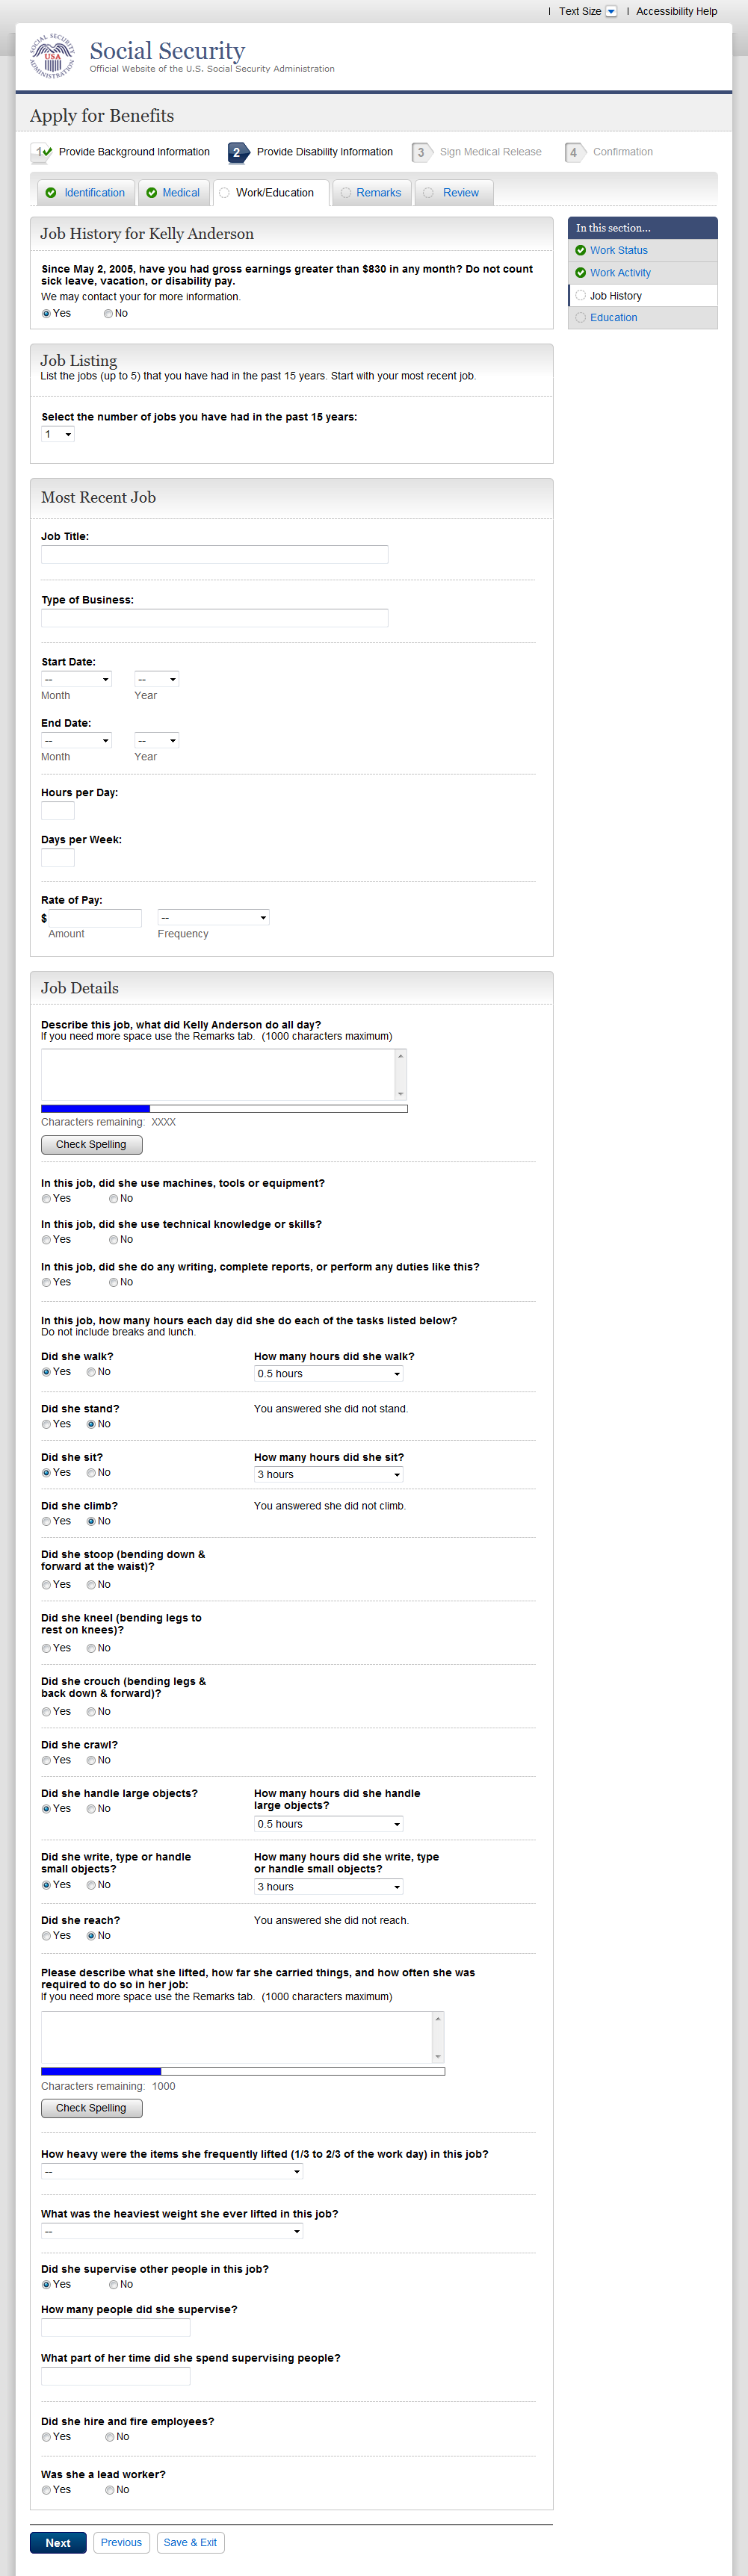 Text Size
Accessibility Help
SOCIAL SECURITY ADMINISTRATION
USA
Social Security
Official Website of the U.S. Social Security Administration
Apply for Benefits
1 Provide Background Information
2 Provide Disability Information
3 Sign Medical Release
4 Confirmation
Identification
Medical
Work/Education
Remarks
Review
Job History for Kelly Anderson
Since May 2, 2005, have you had gross earnings greater than $830 in any month? Do not count
sick leave, vacation, or disability pay.
We may contact your for more information.
Yes No
In this section...
Work Status
Work Activity
Job History
Education
Job Listing
List the jobs (up to 5) that you have had in the past 15 years. Start with your most recent job.
Select the number of jobs you have had in the past 15 years:
1
Most Recent Job
Job Title:
Type of Business:
Start Date:
-- --
Month Year
End Date:
-- --
Month Year
Hours per Day:
Days per Week:
Rate of Pay:
$ --
Amount Frequency
Job Details
Describe this job, what did Kelly Anderson do all day?
If you need more space use the Remarks tab. (1000 characters maximum)
Characters remaining: XXXX
Check Spelling
In this job, did she use machines, tools or equipment?
Yes No
In this job, did she use technical knowledge or skills?
Yes No
In this job, did she do any writing, complete reports, or perform any duties like this?
Yes No
In this job, how many hours each day did she do each of the tasks listed below?
Do not include breaks and lunch.
Did she walk? How many hours did she walk?
Yes No 0.5 hours
Did she stand? You answered she did not stand.
Yes No
Did she sit? How many hours did she sit?
Yes No 3 hours
Did she climb? You answered she did not climb.
Yes No
Did she stoop (bending down &
forward at the waist)?
Yes No
Did she kneel (bending legs to
rest on knees)?
Yes No
Did she crouch (bending legs &
back down & forward)?
Yes No
Did she crawl?
Yes No
Did she handle large objects? How many hours did she handle
large objects?
Yes No
0.5 hours
Did she write, type or handle How many hours did she write, type
small objects? or handle small objects?
Yes No 3 hours
Did she reach? You answered she did not reach.
Yes No
Please describe what she lifted, how far she carried things, and how often she was
required to do so in her job:
If you need more space use the Remarks tab. (1000 characters maximum)
Characters remaining: 1000
Check Spelling
How heavy were the items she frequently lifted (1/3 to 2/3 of the work day) in this job?
--
What was the heaviest weight she ever lifted in this job?
--
Did she supervise other people in this job?
Yes No
How many people did she supervise?
What part of her time did she spend supervising people?
Did she hire and fire employees?
Yes No
Was she a lead worker?
Yes No
Next Previous Save & Exit